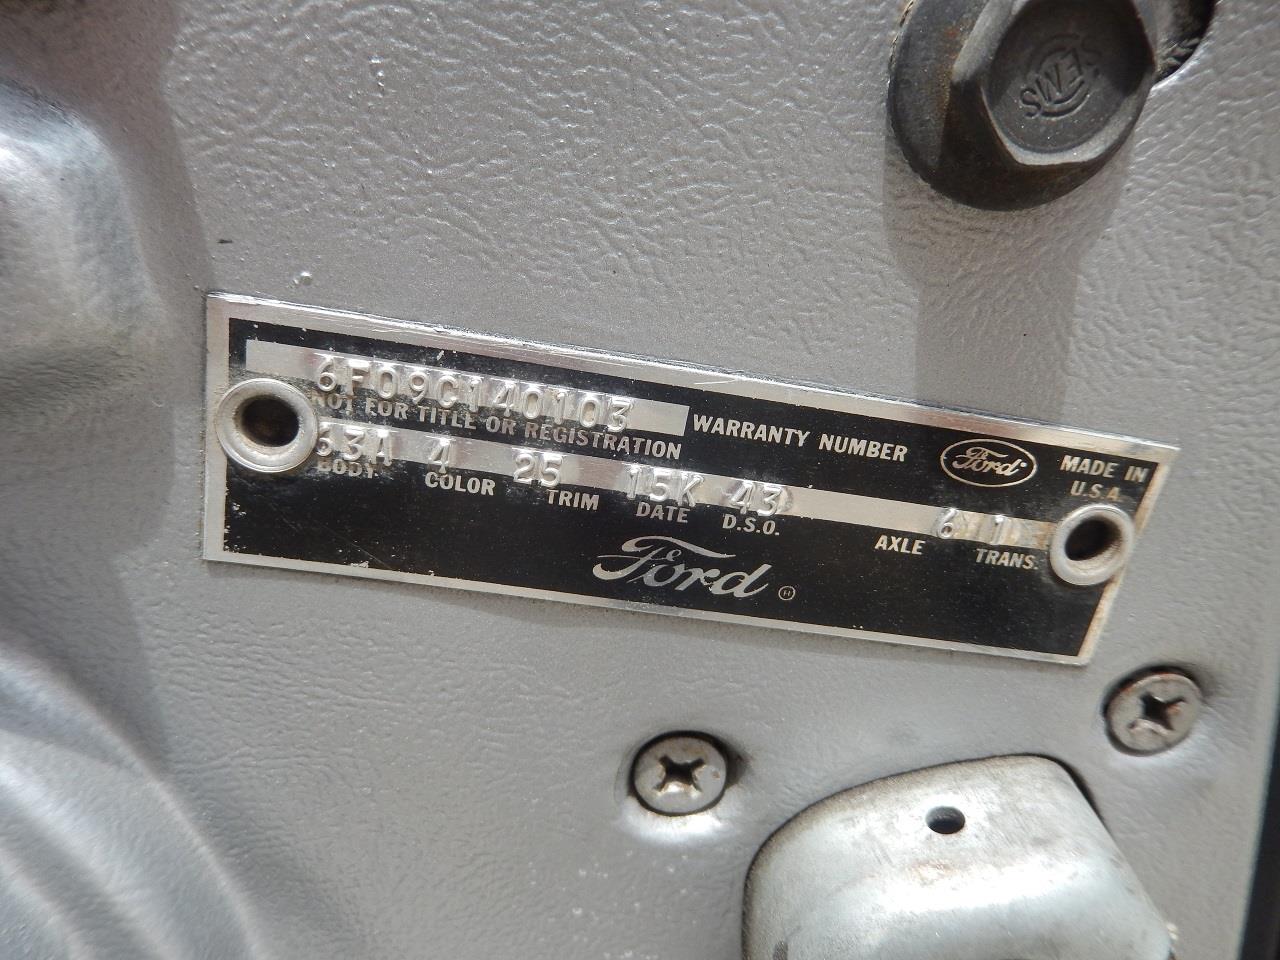 SEMS
6F09C140103
NOT FOR TITLE OR REGISTRATION
WARRANTY NUMBER
Ford
MADE IN
U.S.A.
63A 4 25 15K 43 6 1
BODY COLOR TRIM DATE D.S.O. AXLE TRANS.
Ford